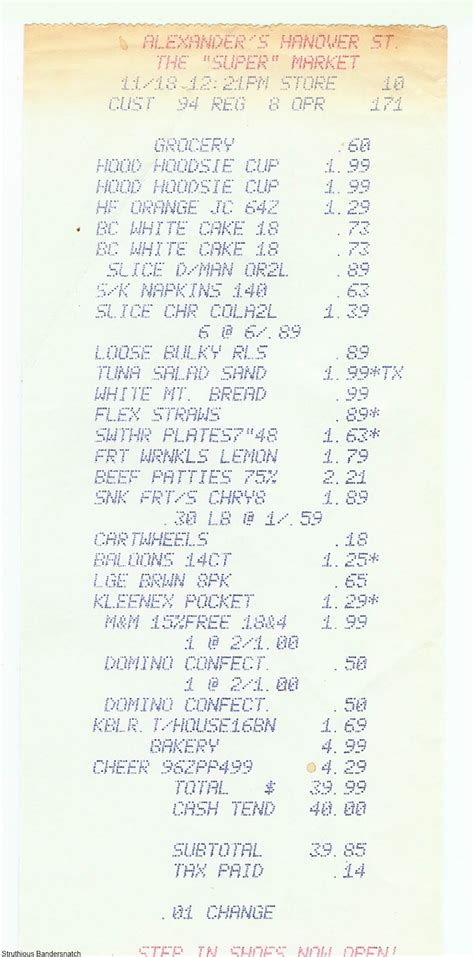 ALEXANDER'S HANOVER ST.
THE "SUPER" MARKET
11/18 12:21PM STORE 10
CUST 94 REG 8 OPR 171
GROCERY .60
HOOD HOODSIE CUP 1.99
HOOD HOODSIE CUP 1.99
HF ORANGE JC 64Z 1.29
BC WHITE CAKE 18 .73
BC WHITE CAKE 18 .73
SLICE D/MAN OR2L .89
S/K NAPKINS 140 .63
SLICE CHR COLA2L 1.39
6 @ 6/.89
LOOSE BULKY RLS .89
TUNA SALAD SAND 1.99*TX
WHITE MT. BREAD .99
FLEX STRAWS .89*
SWTHR PLATES7"48 1.63*
FRT WRNKLS LEMON 1.79
BEEF PATTIES 75% 2.21
SNK FRT/S CHRY8 1.89
.30 LB @ 1/.59
CARTWHEELS .18
BALOONS 14CT 1.25*
LGE BRWN 8PK .65
KLEENEX POCKET 1.29*
M&M 15%FREE 18&4 1.99
1 @ 2/1.00
DOMINO CONFECT. .50
1 @ 2/1.00
DOMINO CONFECT. .50
KBLR. T/HOUSE16BN 1.69
BAKERY 4.99
CHEER 96ZPP499 4.29
TOTAL $ 39.99
CASH TEND 40.00
SUBTOTAL 39.85
TAX PAID .14
.01 CHANGE
STEP IN SHOES NOW OPEN!
Struthious Bandersnatch